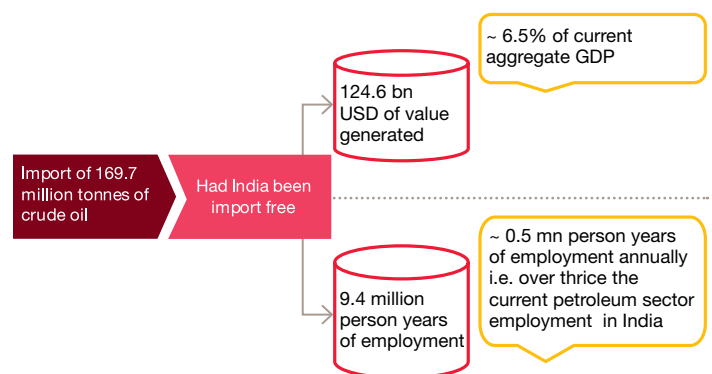 Import of 169.7
million tonnes of
crude oil
Had India been
import free
124.6 bn
USD of value
generated
~ 6.5% of current
aggregate GDP
9.4 million
person years
of employment
~ 0.5 mn person years
of employment annually
i.e. over thrice the
current petroleum sector
employment in India